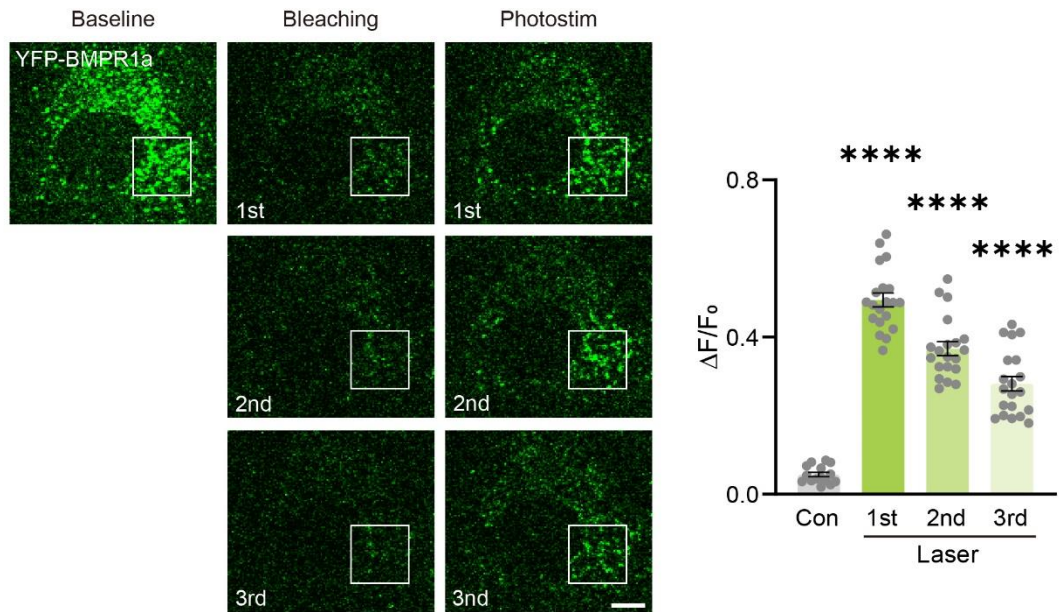 Baseline
Bleaching
Photostim
YFP-BMPR1a
1st
1st
2nd
2nd
3rd
3nd
****
****
****
0.8
0.4
0.0
ΔF/F₀
Con
1st
2nd
3rd
Laser